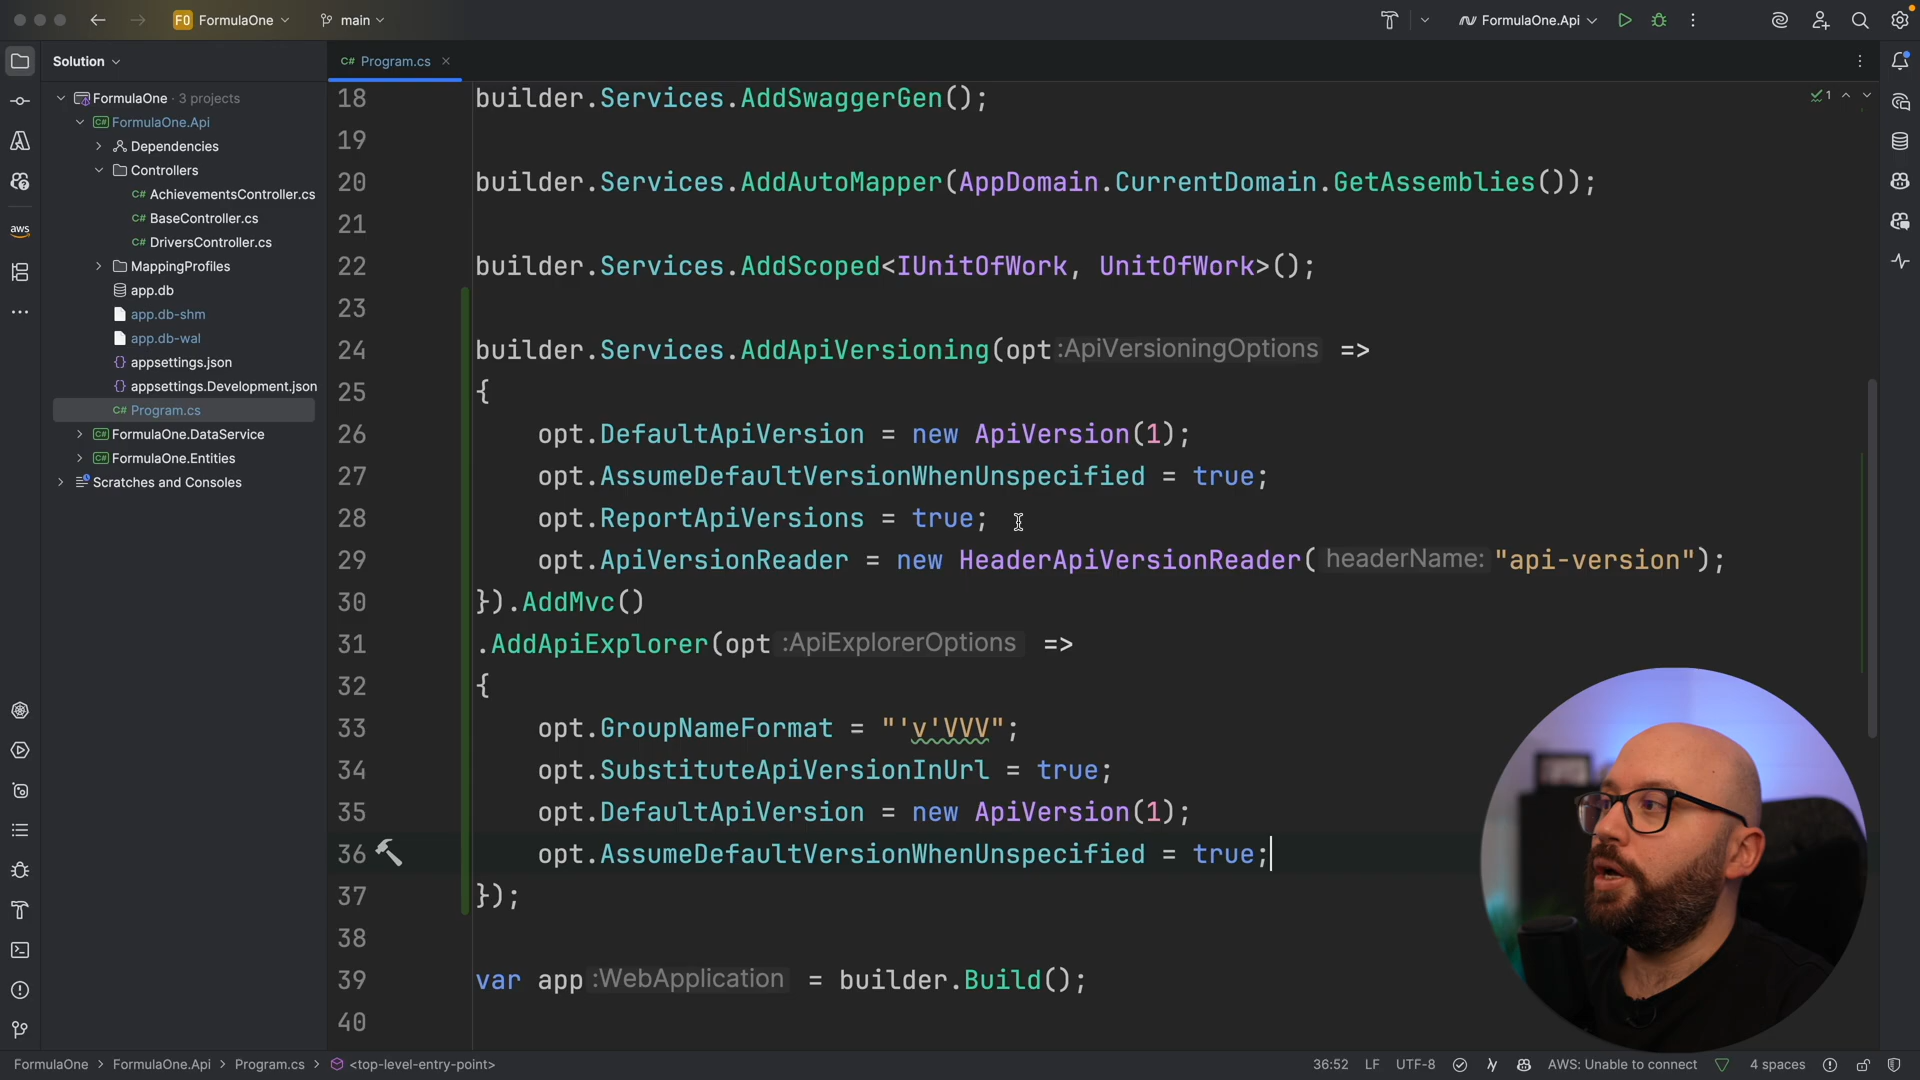 F0 FormulaOne
main
FormulaOne.Api
Solution
C# Program.cs
FormulaOne · 3 projects
FormulaOne.Api
Dependencies
Controllers
C# AchievementsController.cs
C# BaseController.cs
C# DriversController.cs
MappingProfiles
app.db
app.db-shm
app.db-wal
{} appsettings.json
{} appsettings.Development.json
C# Program.cs
FormulaOne.DataService
FormulaOne.Entities
Scratches and Consoles
aws
1
18 builder.Services.AddSwaggerGen();
19
20 builder.Services.AddAutoMapper(AppDomain.CurrentDomain.GetAssemblies());
21
22 builder.Services.AddScoped<IUnitOfWork, UnitOfWork>();
23
24 builder.Services.AddApiVersioning(opt :ApiVersioningOptions =>
25 {
26 opt.DefaultApiVersion = new ApiVersion(1);
27 opt.AssumeDefaultVersionWhenUnspecified = true;
28 opt.ReportApiVersions = true;
29 opt.ApiVersionReader = new HeaderApiVersionReader( headerName: "api-version");
30 }).AddMvc()
31 .AddApiExplorer(opt :ApiExplorerOptions =>
32 {
33 opt.GroupNameFormat = "'v'VVV";
34 opt.SubstituteApiVersionInUrl = true;
35 opt.DefaultApiVersion = new ApiVersion(1);
36 opt.AssumeDefaultVersionWhenUnspecified = true;
37 });
38
39 var app :WebApplication = builder.Build();
40
FormulaOne > FormulaOne.Api > Program.cs > <top-level-entry-point>
36:52 LF UTF-8 AWS: Unable to connect 4 spaces